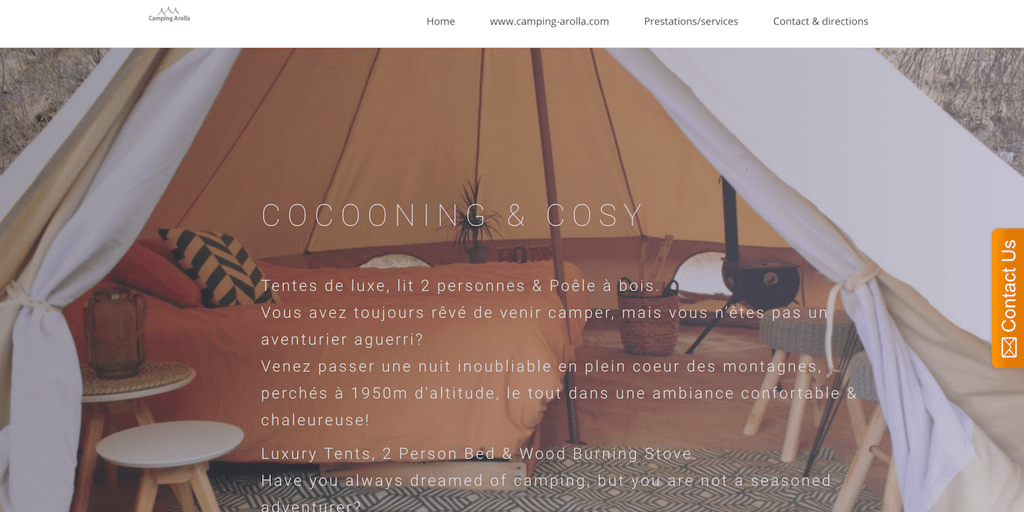 Camping Arolla
Home
www.camping-arolla.com
Prestations/services
Contact & directions
COCOONING & COSY
Tentes de luxe, lit 2 personnes & Poêle à bois.
Vous avez toujours rêvé de venir camper, mais vous n'êtes pas un
aventurier aguerri?
Venez passer une nuit inoubliable en plein coeur des montagnes,
perchés à 1950m d'altitude, le tout dans une ambiance confortable &
chaleureuse!
Luxury Tents, 2 Person Bed & Wood Burning Stove.
Have you always dreamed of camping, but you are not a seasoned
adventurer?
Contact Us